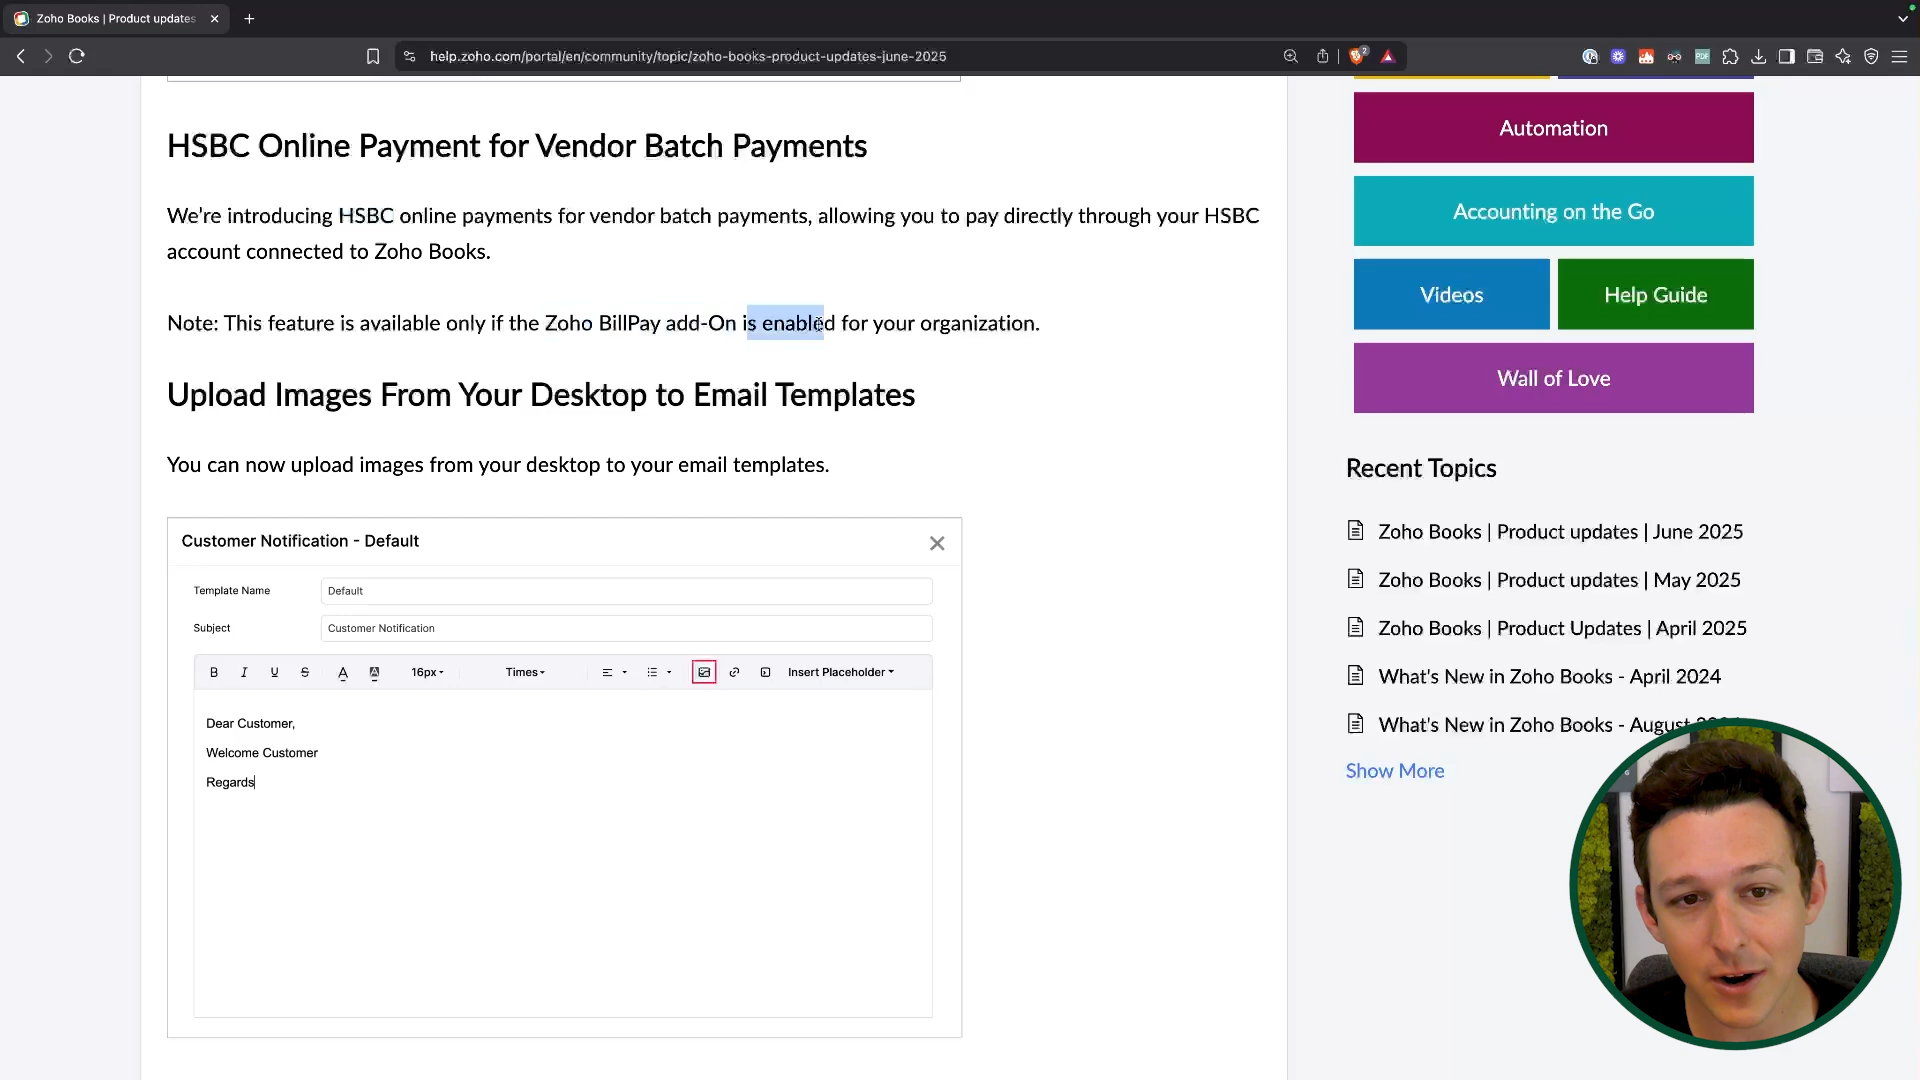 Zoho Books | Product updates
help.zoho.com/portal/en/community/topic/zoho-books-product-updates-june-2025
2
PDF
HSBC Online Payment for Vendor Batch Payments
We're introducing HSBC online payments for vendor batch payments, allowing you to pay directly through your HSBC
account connected to Zoho Books.
Note: This feature is available only if the Zoho BillPay add-On is enabled for your organization.
Upload Images From Your Desktop to Email Templates
You can now upload images from your desktop to your email templates.
Customer Notification - Default
Template Name
Default
Subject
Customer Notification
B I U S A A 16px Times Insert Placeholder
Dear Customer,
Welcome Customer
Regards
Automation
Accounting on the Go
Videos
Help Guide
Wall of Love
Recent Topics
Zoho Books | Product updates | June 2025
Zoho Books | Product updates | May 2025
Zoho Books | Product Updates | April 2025
What's New in Zoho Books - April 2024
What's New in Zoho Books - August
Show More